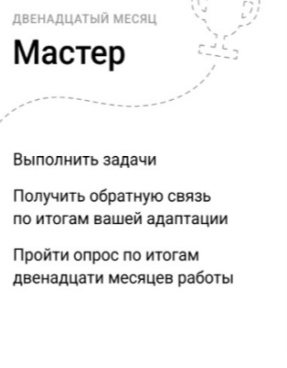 ДВЕНАДЦАТЫЙ МЕСЯЦ
Мастер
Выполнить задачи
Получить обратную связь
по итогам вашей адаптации
Пройти опрос по итогам
двенадцати месяцев работы